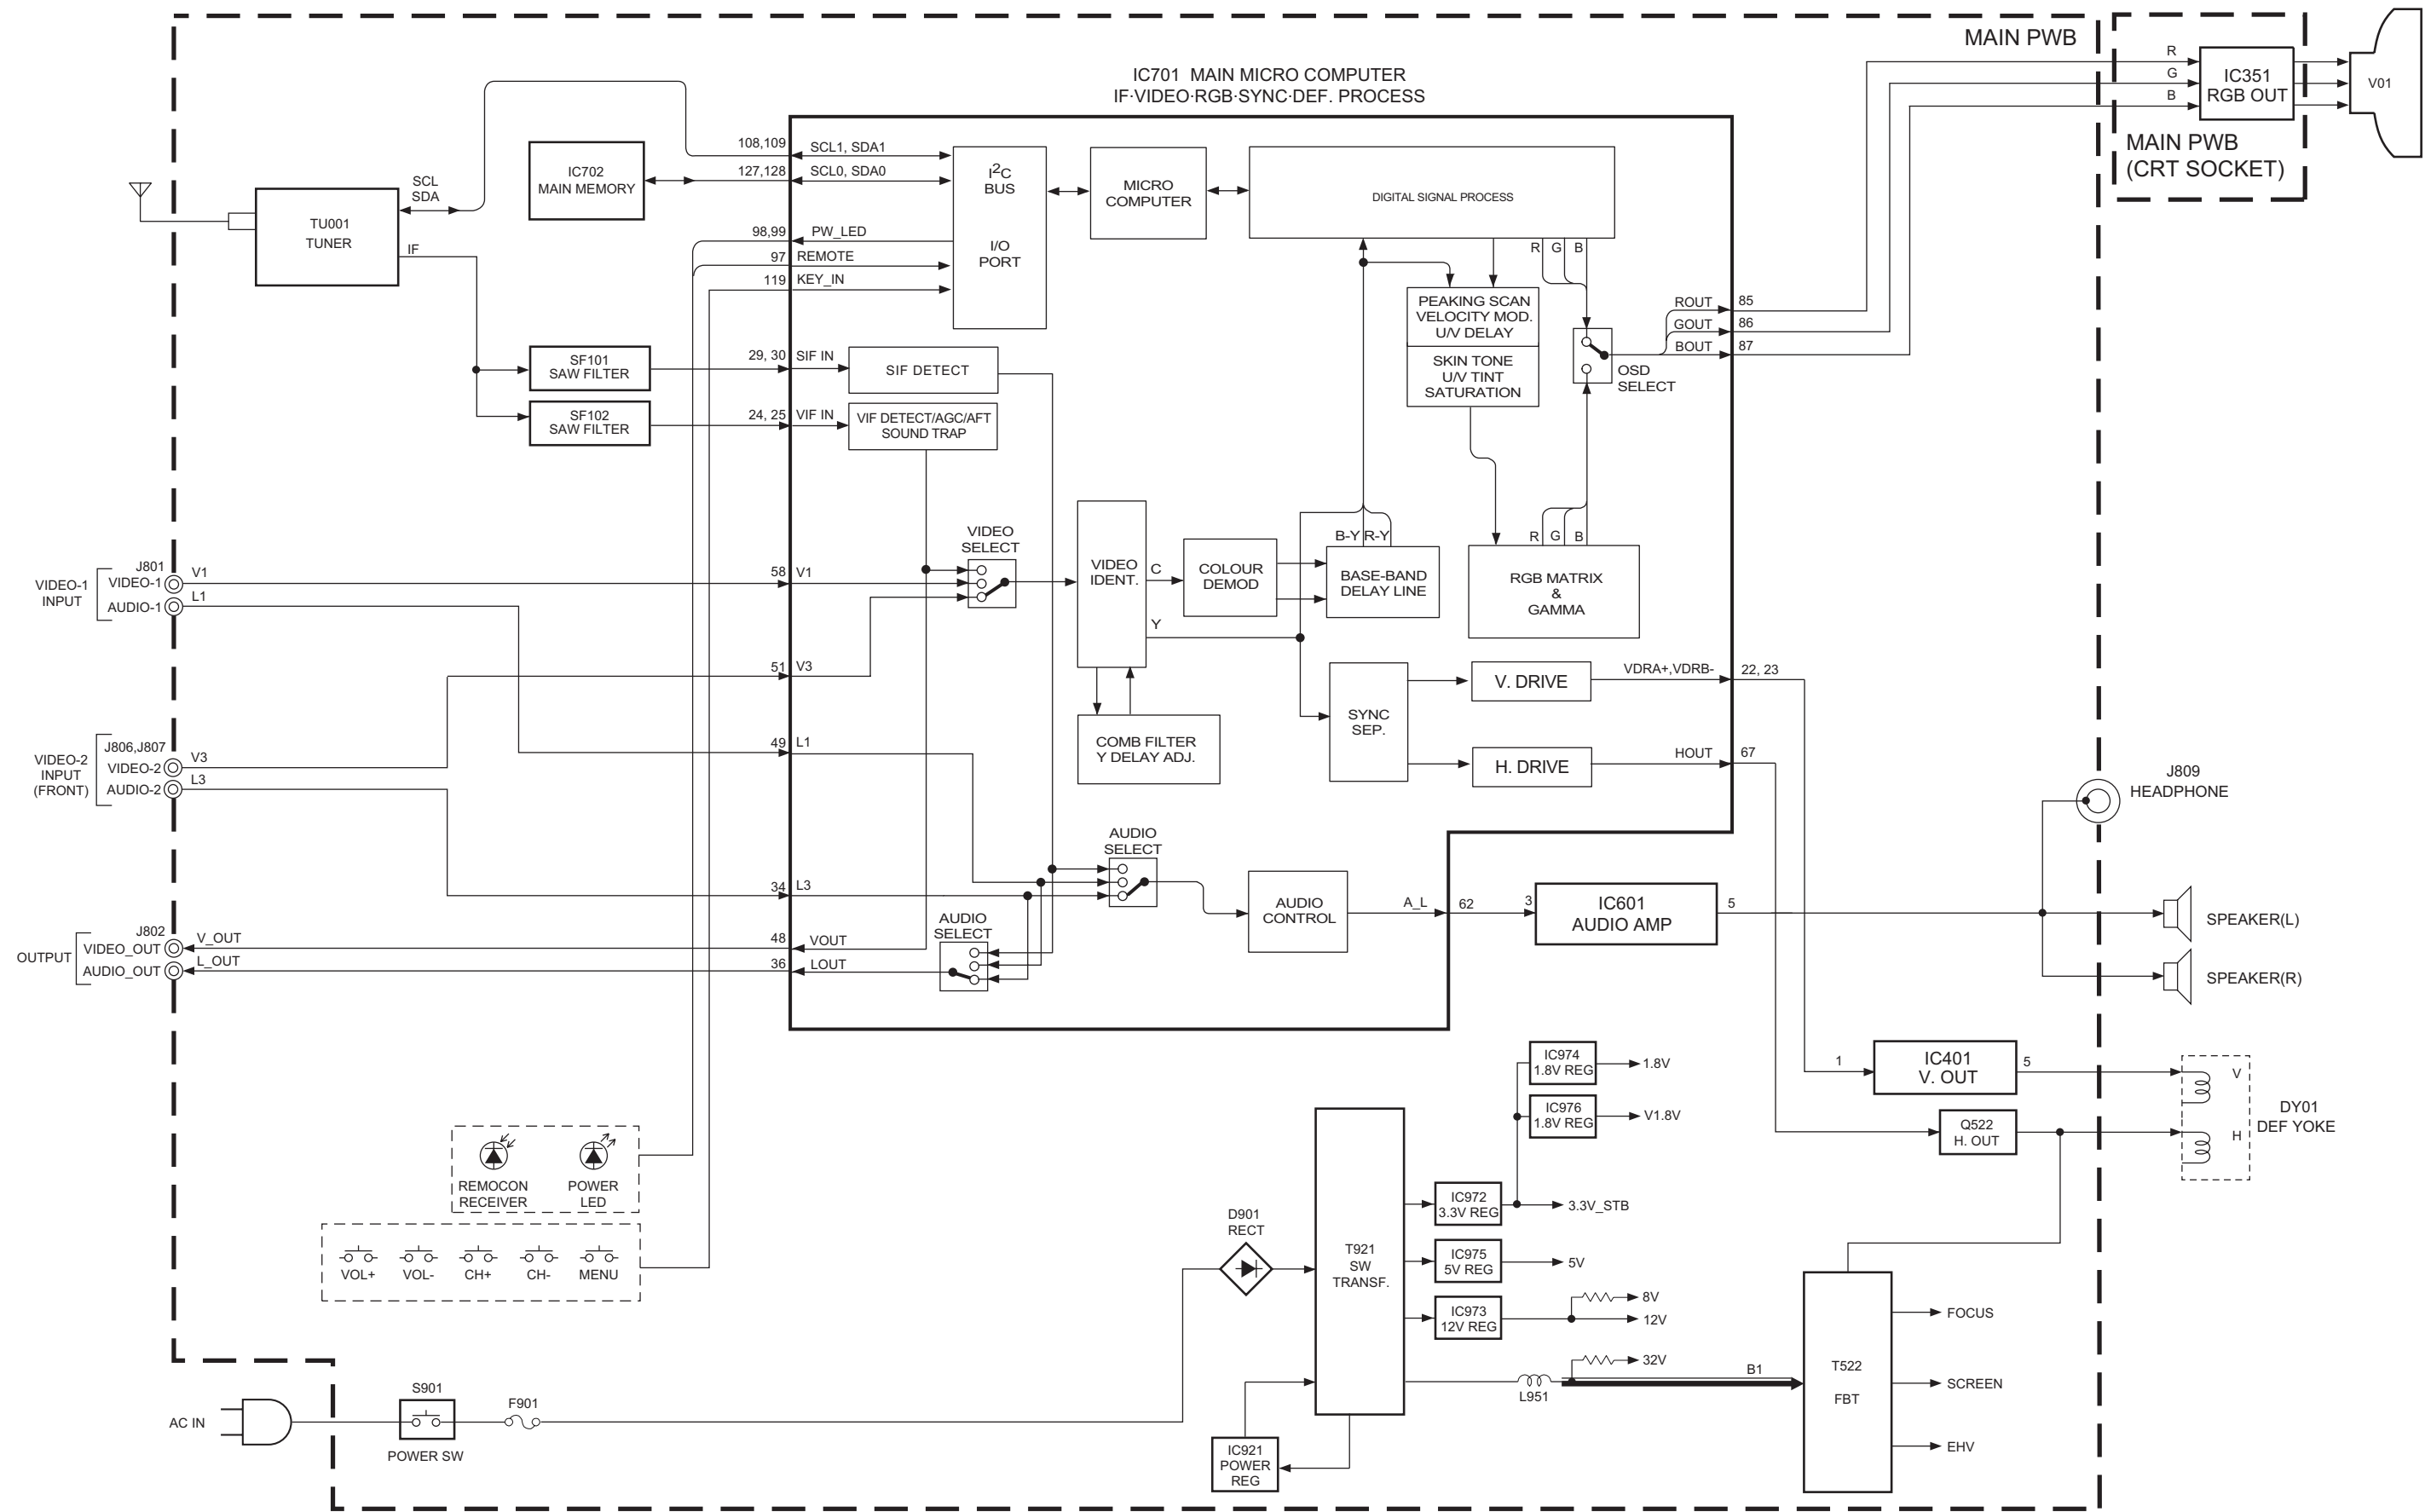 MAIN PWB
IC701 MAIN MICRO COMPUTER
IF·VIDEO·RGB·SYNC·DEF. PROCESS
R
G
B
IC351
RGB OUT
V01
MAIN PWB
(CRT SOCKET)
TU001
TUNER
SCL
SDA
IF
IC702
MAIN MEMORY
108,109
SCL1, SDA1
127,128
SCL0, SDA0
98,99
PW_LED
97
REMOTE
119
KEY_IN
I2C
BUS
I/O
PORT
MICRO
COMPUTER
DIGITAL SIGNAL PROCESS
R G B
PEAKING SCAN
VELOCITY MOD.
U/V DELAY
SKIN TONE
U/V TINT
SATURATION
OSD
SELECT
ROUT
85
GOUT
86
BOUT
87
SF101
SAW FILTER
29, 30
SIF IN
SIF DETECT
SF102
SAW FILTER
24, 25
VIF IN
VIF DETECT/AGC/AFT
SOUND TRAP
VIDEO
SELECT
VIDEO
IDENT.
C
Y
COLOUR
DEMOD
B-Y R-Y
BASE-BAND
DELAY LINE
R G B
RGB MATRIX
&
GAMMA
VIDEO-1
INPUT
J801
VIDEO-1
AUDIO-1
V1
L1
58
V1
51
V3
49
L1
34
L3
COMB FILTER
Y DELAY ADJ.
SYNC
SEP.
V. DRIVE
VDRA+,VDRB-
22, 23
H. DRIVE
HOUT
67
VIDEO-2
INPUT
(FRONT)
J806,J807
VIDEO-2
AUDIO-2
V3
L3
J809
HEADPHONE
AUDIO
SELECT
AUDIO
CONTROL
A_L
62
3
IC601
AUDIO AMP
5
SPEAKER(L)
SPEAKER(R)
OUTPUT
J802
VIDEO_OUT
AUDIO_OUT
V_OUT
L_OUT
48
VOUT
36
LOUT
AUDIO
SELECT
IC974
1.8V REG
1.8V
IC976
1.8V REG
V1.8V
1
IC401
V. OUT
5
Q522
H. OUT
V
H
DY01
DEF YOKE
REMOCON
RECEIVER
POWER
LED
VOL+
VOL-
CH+
CH-
MENU
D901
RECT
T921
SW
TRANSF.
IC972
3.3V REG
3.3V_STB
IC975
5V REG
5V
IC973
12V REG
8V
12V
32V
L951
B1
T522
FBT
FOCUS
SCREEN
EHV
AC IN
S901
POWER SW
F901
IC921
POWER
REG